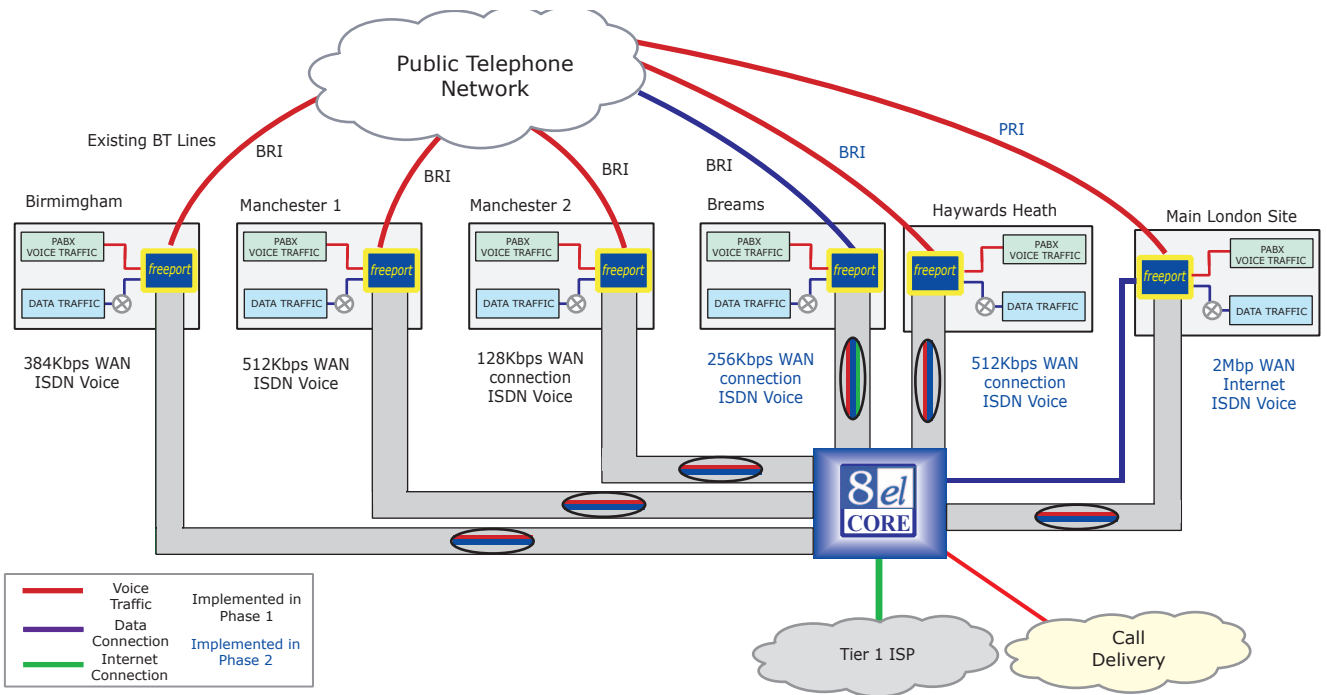 Public Telephone
Network
Existing BT Lines
BRI
BRI
BRI
BRI
BRI
PRI
Birmimgham
Manchester 1
Manchester 2
Breams
Haywards Heath
Main London Site
PABX
VOICE TRAFFIC
freeport
DATA TRAFFIC
PABX
VOICE TRAFFIC
freeport
DATA TRAFFIC
PABX
VOICE TRAFFIC
freeport
DATA TRAFFIC
PABX
VOICE TRAFFIC
freeport
DATA TRAFFIC
freeport
PABX
VOICE TRAFFIC
DATA TRAFFIC
freeport
PABX
VOICE TRAFFIC
DATA TRAFFIC
384Kbps WAN
ISDN Voice
512Kbps WAN
ISDN Voice
128Kbps WAN
connection
ISDN Voice
256Kbps WAN
connection
ISDN Voice
512Kbps WAN
connection
ISDN Voice
2Mbp WAN
Internet
ISDN Voice
8el
CORE
Voice
Traffic
Data
Connection
Internet
Connection
Implemented in
Phase 1
Implemented in
Phase 2
Tier 1 ISP
Call
Delivery